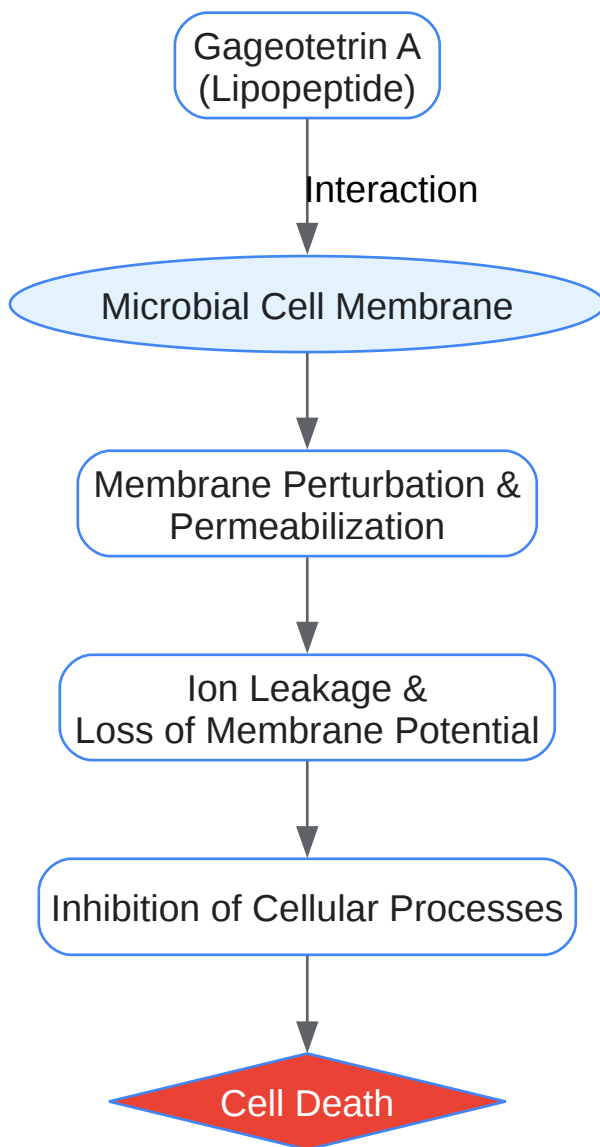 Gageotetrin A
(Lipopeptide)
Interaction
Microbial Cell Membrane
Membrane Perturbation &
Permeabilization
Ion Leakage &
Loss of Membrane Potential
Inhibition of Cellular Processes
Cell Death